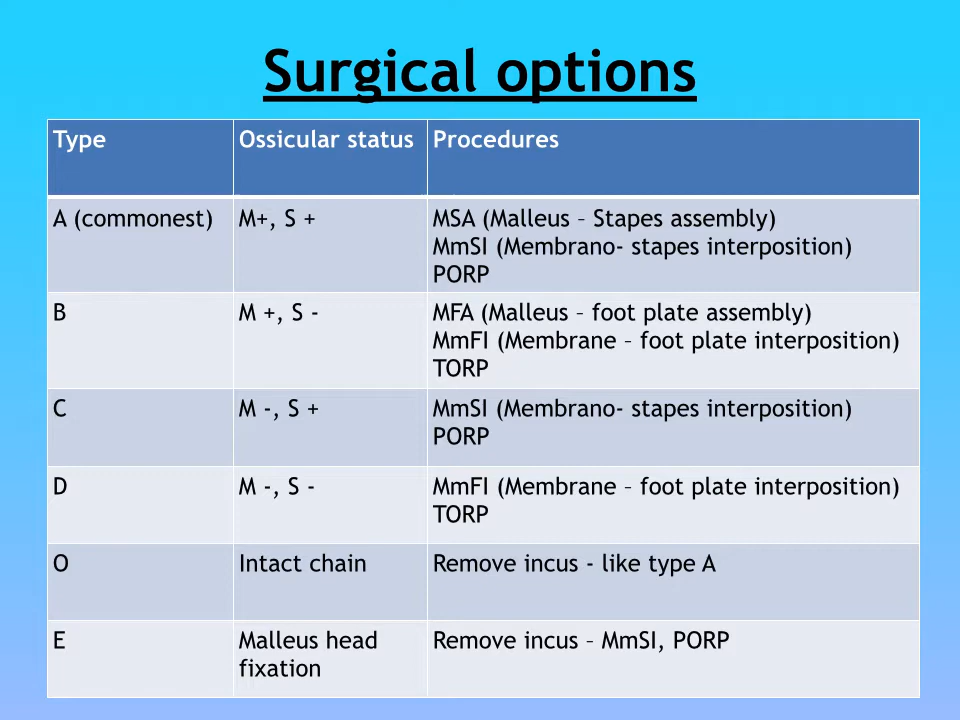 Surgical options
Type Ossicular status Procedures
A (commonest) M+, S + MSA (Malleus – Stapes assembly)
MmSI (Membrano- stapes interposition)
PORP
B M +, S - MFA (Malleus – foot plate assembly)
MmFI (Membrane – foot plate interposition)
TORP
C M -, S + MmSI (Membrano- stapes interposition)
PORP
D M -, S - MmFI (Membrane – foot plate interposition)
TORP
O Intact chain Remove incus - like type A
E Malleus head Remove incus – MmSI, PORP
fixation